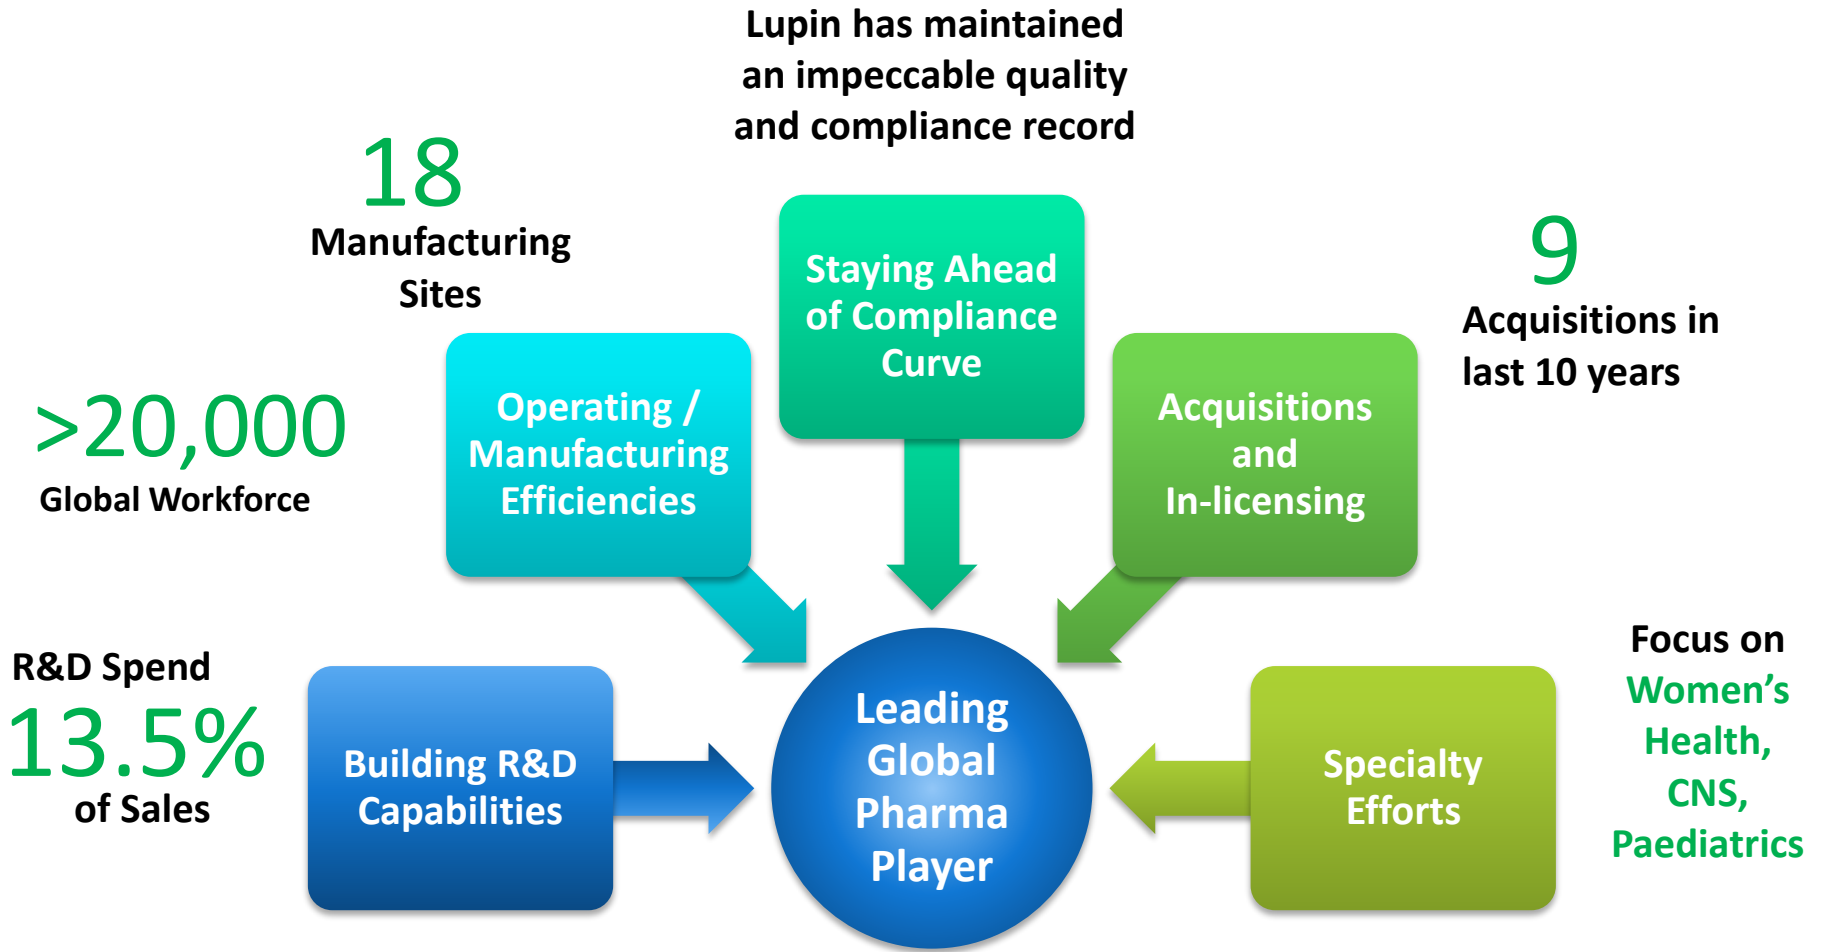 Lupin has maintained
an impeccable quality
and compliance record
18
Manufacturing
Sites
>20,000
Global Workforce
R&D Spend
13.5%
of Sales
Building R&D
Capabilities
Operating /
Manufacturing
Efficiencies
Staying Ahead
of Compliance
Curve
Acquisitions
and
In-licensing
9
Acquisitions in
last 10 years
Specialty
Efforts
Focus on
Women’s
Health,
CNS,
Paediatrics
Leading
Global
Pharma
Player